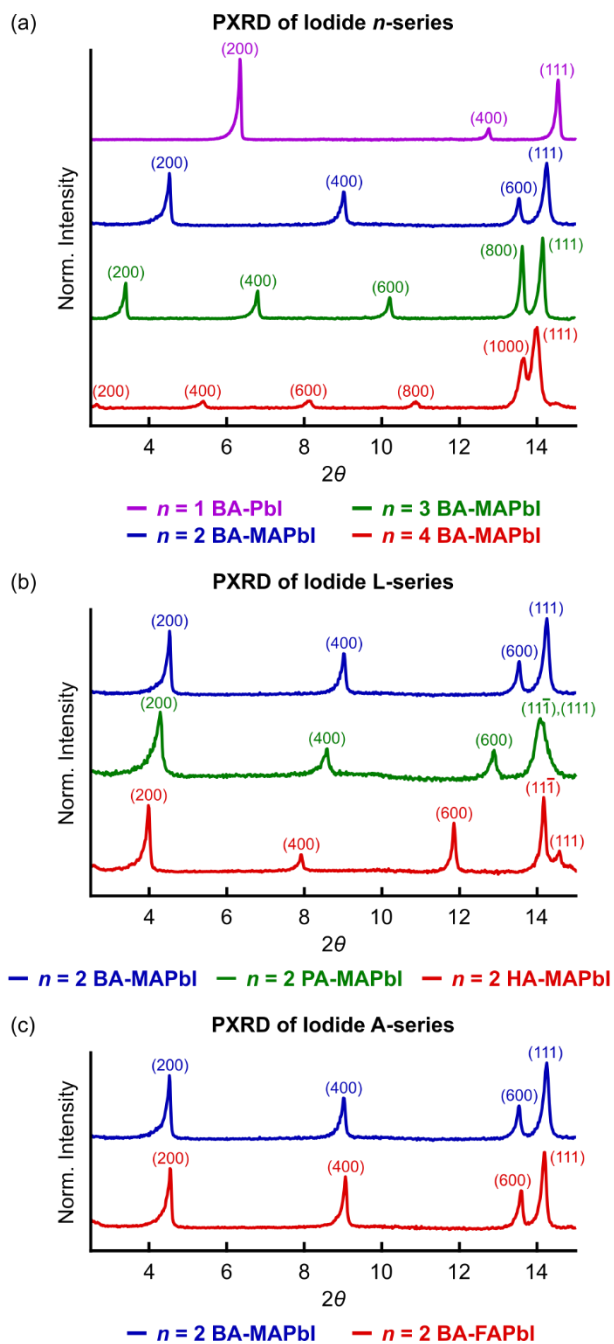 (a)
PXRD of Iodide n-series
(200)
(400)
(111)
(200)
(400)
(600)
(111)
(200)
(400)
(600)
(800)
(111)
(200)
(400)
(600)
(800)
(1000)
(111)
Norm. Intensity
4 6 8 10 12 14
2θ
n = 1 BA-PbI
n = 3 BA-MAPbI
n = 2 BA-MAPbI
n = 4 BA-MAPbI
(b)
PXRD of Iodide L-series
(200)
(400)
(600)
(111)
(200)
(400)
(600)
(111̄),(111)
(200)
(400)
(600)
(111̄)
(111)
Norm. Intensity
4 6 8 10 12 14
2θ
n = 2 BA-MAPbI n = 2 PA-MAPbI n = 2 HA-MAPbI
(c)
PXRD of Iodide A-series
(200)
(400)
(600)
(111)
(200)
(400)
(600)
(111)
Norm. Intensity
4 6 8 10 12 14
2θ
n = 2 BA-MAPbI n = 2 BA-FAPbI